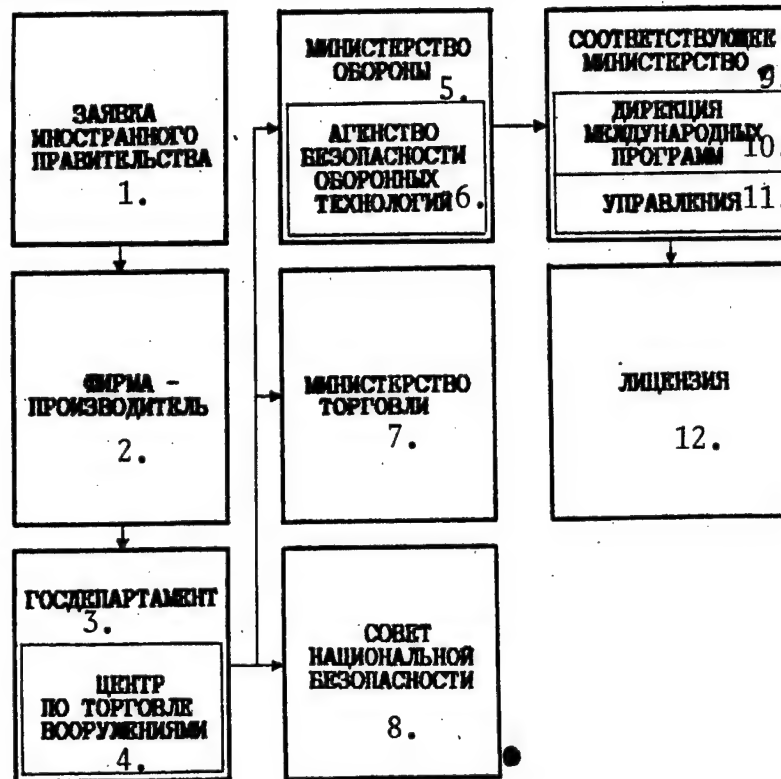 ЗАЯВКА
ИНОСТРАННОГО
ПРАВИТЕЛЬСТВА
1.
ФИРМА -
ПРОИЗВОДИТЕЛЬ
2.
ГОСДЕПАРТАМЕНТ
3.
ЦЕНТР
ПО ТОРГОВЛЕ
ВООРУЖЕНИЯМИ
4.
МИНИСТЕРСТВО
ОБОРОНЫ
5.
АГЕНСТВО
БЕЗОПАСНОСТИ
ОБОРОННЫХ
ТЕХНОЛОГИЙ 6.
МИНИСТЕРСТВО
ТОРГОВЛИ
7.
СОВЕТ
НАЦИОНАЛЬНОЙ
БЕЗОПАСНОСТИ
8.
СООТВЕТСТВУЮЩЕЕ
МИНИСТЕРСТВО
9.
ДИРЕКЦИЯ
МЕЖДУНАРОДНЫХ
ПРОГРАММ 10.
УПРАВЛЕНИЯ 11.
ЛИЦЕНЗИЯ
12.